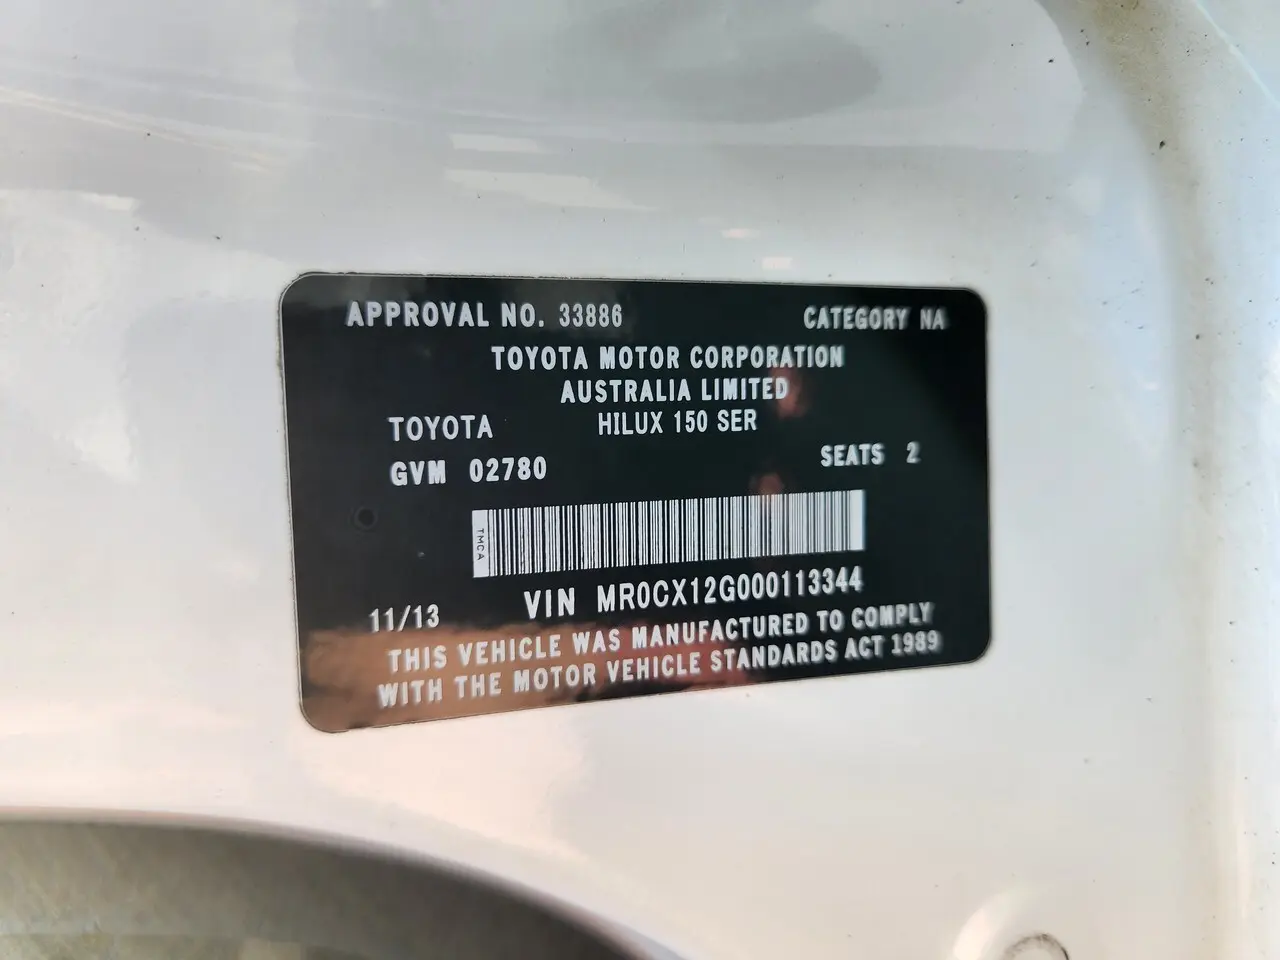 APPROVAL NO. 33886 CATEGORY NA
TOYOTA MOTOR CORPORATION
AUSTRALIA LIMITED
TOYOTA HILUX 150 SER
GVM 02780 SEATS 2
TMCA
11/13 VIN MR0CX12G000113344
THIS VEHICLE WAS MANUFACTURED TO COMPLY
WITH THE MOTOR VEHICLE STANDARDS ACT 1989